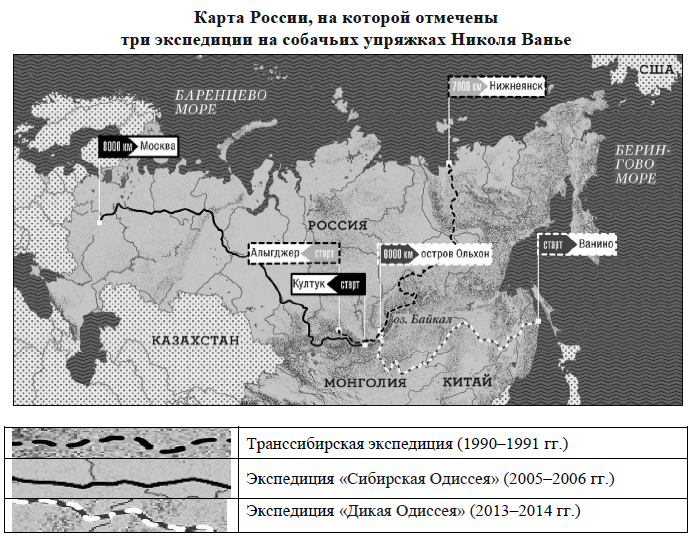 Карта России, на которой отмечены
три экспедиции на собачьих упряжках Николя Ванье
США
БАРЕНЦЕВО
МОРЕ
7000 км Нижнеянск
8000 км Москва
БЕРИН-
ГОВО
МОРЕ
РОССИЯ
Алыгджер старт
8000 км остров Ольхон
старт Ванино
Култук старт
оз. Байкал
КАЗАХСТАН
МОНГОЛИЯ
КИТАЙ
Транссибирская экспедиция (1990–1991 гг.)
Экспедиция «Сибирская Одиссея» (2005–2006 гг.)
Экспедиция «Дикая Одиссея» (2013–2014 гг.)